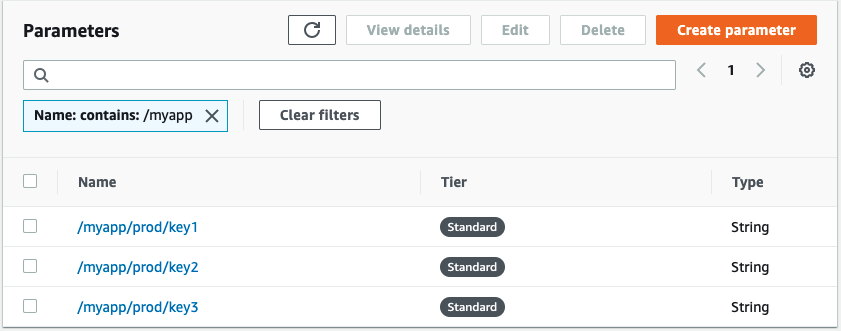 Parameters View details Edit Delete Create parameter
1
Name: contains: /myapp Clear filters
Name Tier Type
/myapp/prod/key1 Standard String
/myapp/prod/key2 Standard String
/myapp/prod/key3 Standard String